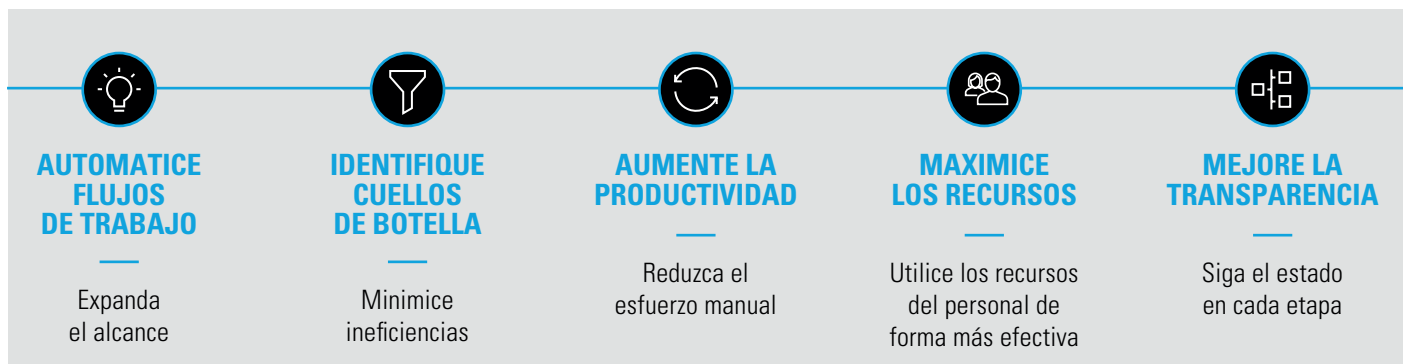 AUTOMATICE
FLUJOS
DE TRABAJO
Expanda
el alcance
IDENTIFIQUE
CUELLOS
DE BOTELLA
Minimice
ineficiencias
AUMENTE LA
PRODUCTIVIDAD
Reduzca el
esfuerzo manual
MAXIMICE
LOS RECURSOS
Utilice los recursos
del personal de
forma más efectiva
MEJORE LA
TRANSPARENCIA
Siga el estado
en cada etapa